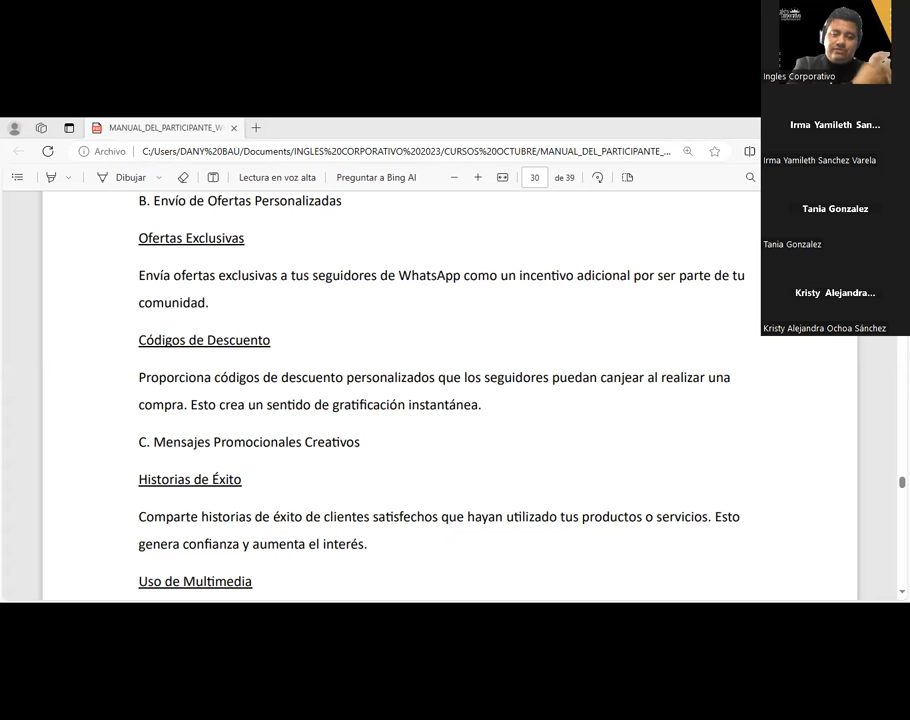 MANUAL_DEL_PARTICIPANTE_W
Archivo
C:/Users/DANY%20BAU/Documents/INGLES%20CORPORATIVO%202023/CURSOS%20OCTUBRE/MANUAL_DEL_PARTICIPANTE_...
Dibujar
Lectura en voz alta
Preguntar a Bing AI
30
de 39
B. Envío de Ofertas Personalizadas
Ofertas Exclusivas
Envía ofertas exclusivas a tus seguidores de WhatsApp como un incentivo adicional por ser parte de tu
comunidad.
Códigos de Descuento
Proporciona códigos de descuento personalizados que los seguidores puedan canjear al realizar una
compra. Esto crea un sentido de gratificación instantánea.
C. Mensajes Promocionales Creativos
Historias de Éxito
Comparte historias de éxito de clientes satisfechos que hayan utilizado tus productos o servicios. Esto
genera confianza y aumenta el interés.
Uso de Multimedia
Ingles Corporativo
Irma Yamileth San...
Irma Yamileth Sanchez Varela
Tania Gonzalez
Tania Gonzalez
Kristy Alejandra...
Kristy Alejandra Ochoa Sánchez